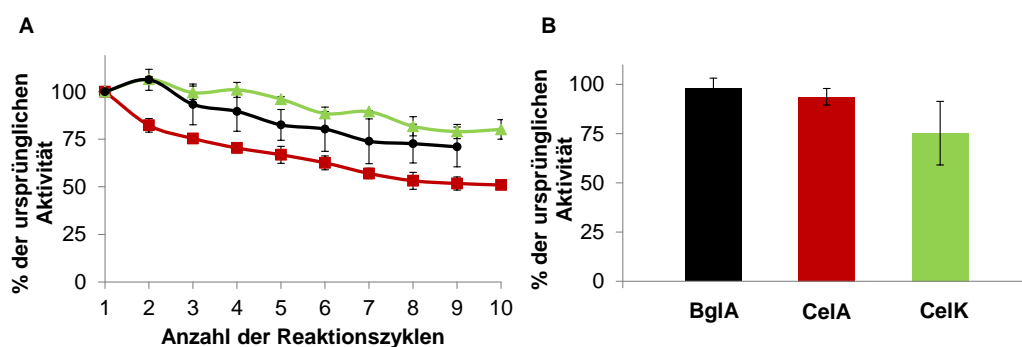 A
% der ursprünglichen
Aktivität
100
75
50
25
0
1 2 3 4 5 6 7 8 9 10
Anzahl der Reaktionszyklen
B
% der ursprünglichen
Aktivität
100
75
50
25
0
BglA CelA CelK